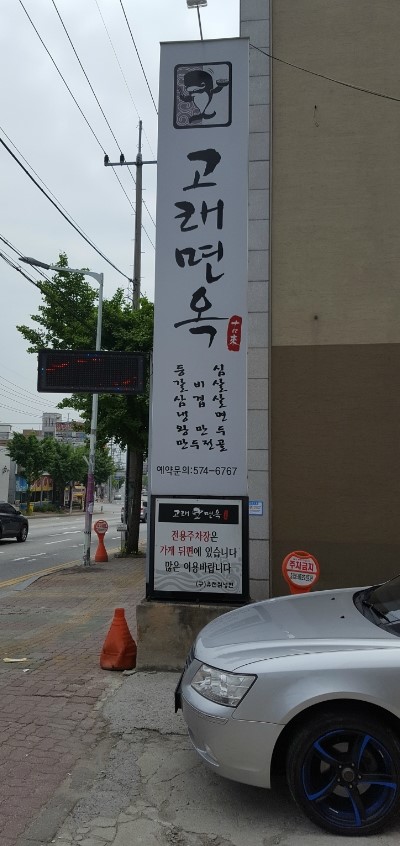 고래면옥
등심
갈비살
삼겹살
냉면
왕만두
만두전골
예약문의:574-6767
고래면옥
전용주차장은
가게 뒤편에 있습니다
많은 이용바랍니다
주차금지